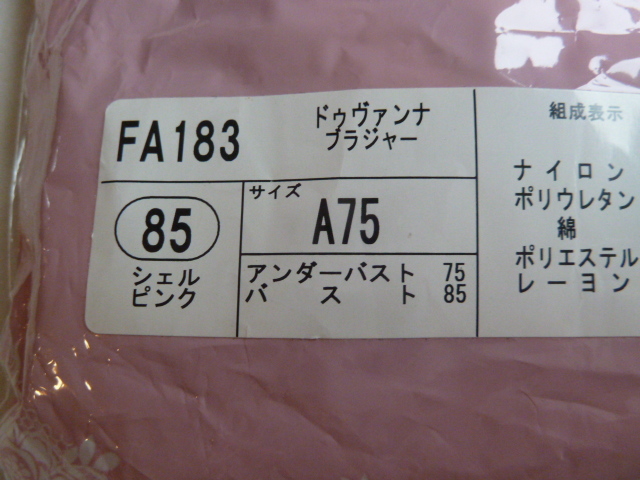 FA183
ドゥヴァンナ
ブラジャー
85
シェル
ピンク
サイズ
A75
アンダーバスト 75
バスト 85
組成表示
ナイロン
ポリウレタン
綿
ポリエステル
レーヨン